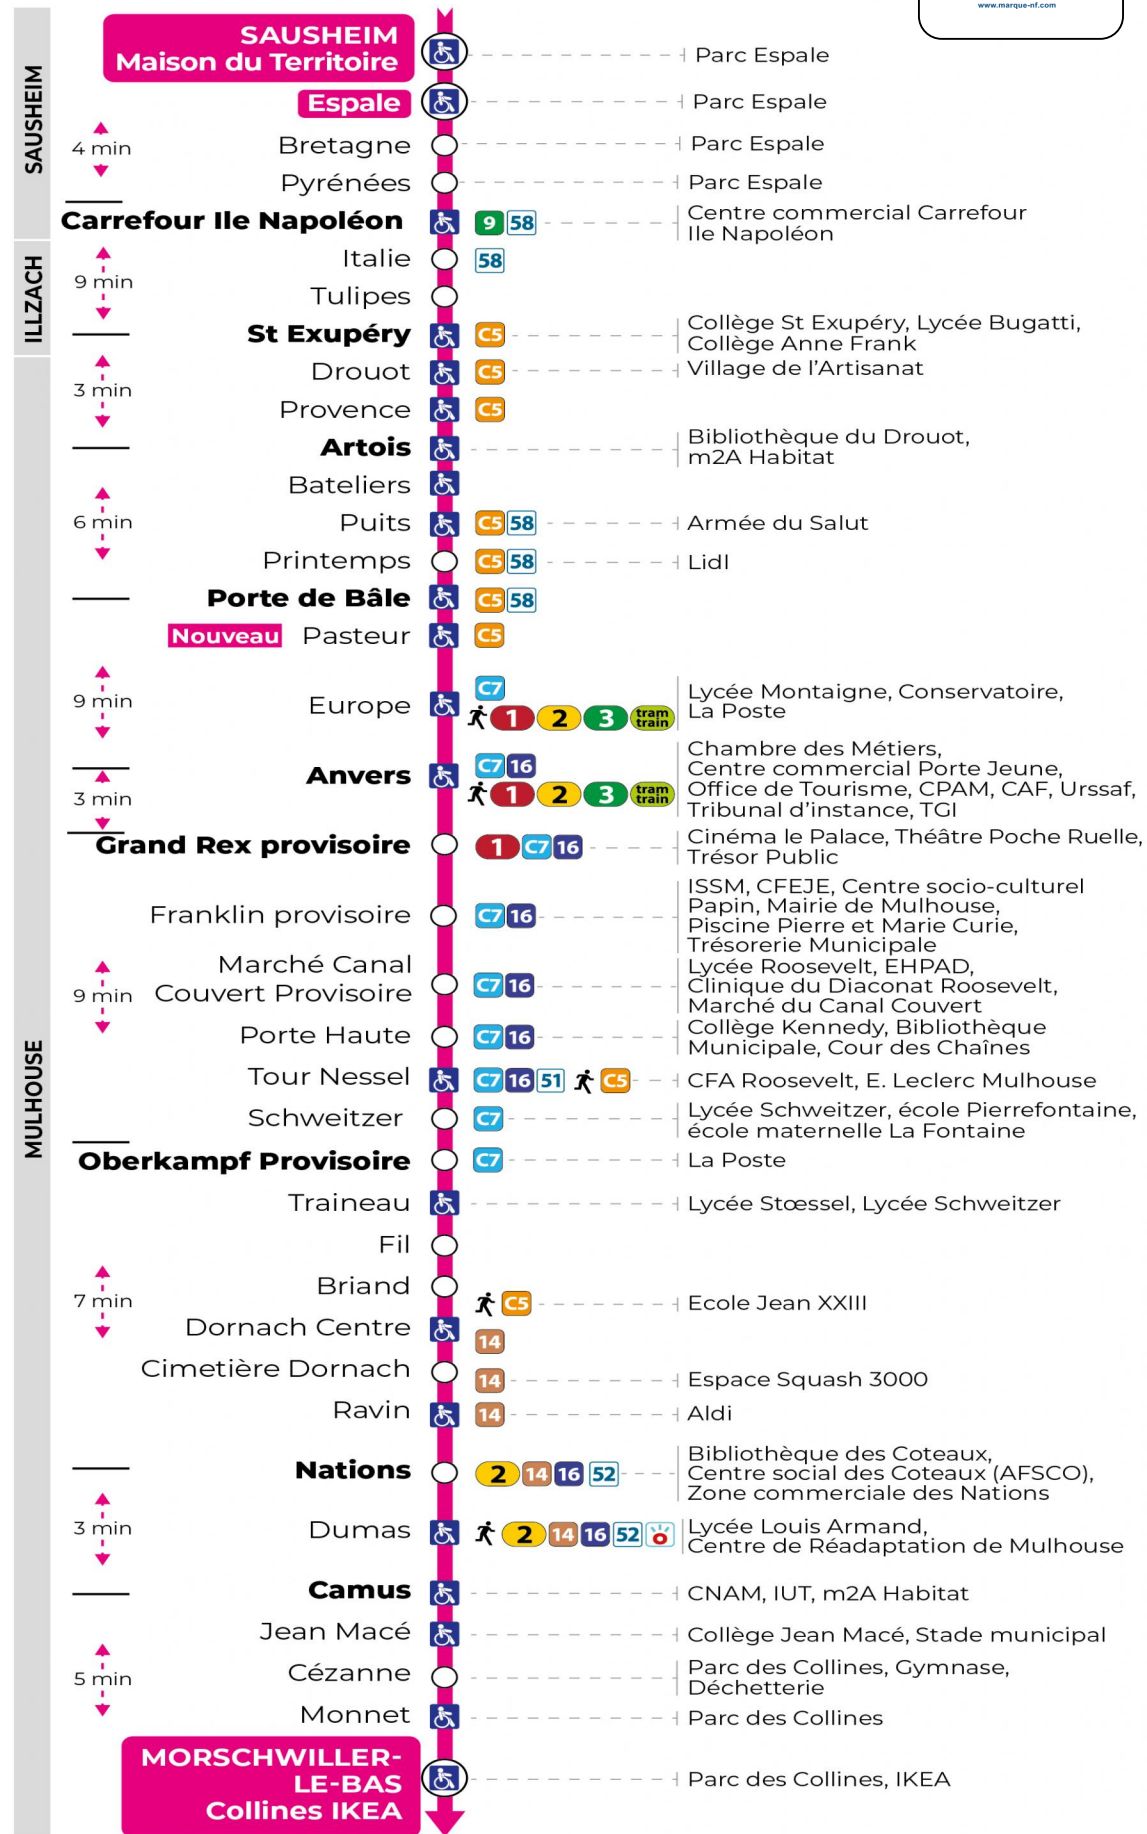 www.marque-nf.com
SAUSHEIM
SAUSHEIM
Maison du Territoire
Parc Espale
Espale
Parc Espale
4 min
Bretagne
Parc Espale
Pyrénées
Parc Espale
Carrefour Ile Napoléon
9 58
Centre commercial Carrefour
Ile Napoléon
ILLZACH
Italie
58
9 min
Tulipes
St Exupéry
C5
Collège St Exupéry, Lycée Bugatti,
Collège Anne Frank
MULHOUSE
Drouot
C5
Village de l’Artisanat
3 min
Provence
C5
Artois
Bibliothèque du Drouot,
m2A Habitat
Bateliers
6 min
Puits
C5 58
Armée du Salut
Printemps
C5 58
Lidl
Porte de Bâle
C5 58
Nouveau Pasteur
C5
9 min
Europe
C7
1 2 3 tram
train
Lycée Montaigne, Conservatoire,
La Poste
Anvers
C7 16
1 2 3 tram
train
Chambre des Métiers,
Centre commercial Porte Jeune,
Office de Tourisme, CPAM, CAF, Urssaf,
Tribunal d’instance, TGI
3 min
Grand Rex provisoire
1 C7 16
Cinéma le Palace, Théâtre Poche Ruelle,
Trésor Public
Franklin provisoire
C7 16
ISSM, CFEJE, Centre socio-culturel
Papin, Mairie de Mulhouse,
Piscine Pierre et Marie Curie,
Trésorerie Municipale
9 min
Marché Canal
Couvert Provisoire
C7 16
Lycée Roosevelt, EHPAD,
Clinique du Diaconat Roosevelt,
Marché du Canal Couvert
Porte Haute
C7 16
Collège Kennedy, Bibliothèque
Municipale, Cour des Chaînes
Tour Nessel
C7 16 51 C5
CFA Roosevelt, E. Leclerc Mulhouse
Schweitzer
C7
Lycée Schweitzer, école Pierrefontaine,
école maternelle La Fontaine
Oberkampf Provisoire
C7
La Poste
Traineau
Lycée Stœssel, Lycée Schweitzer
Fil
7 min
Briand
C5
Ecole Jean XXIII
Dornach Centre
14
Cimetière Dornach
14
Espace Squash 3000
Ravin
14
Aldi
Nations
2 14 16 52
Bibliothèque des Coteaux,
Centre social des Coteaux (AFSCO),
Zone commerciale des Nations
3 min
Dumas
2 14 16 52
Lycée Louis Armand,
Centre de Réadaptation de Mulhouse
Camus
CNAM, IUT, m2A Habitat
Jean Macé
Collège Jean Macé, Stade municipal
5 min
Cézanne
Parc des Collines, Gymnase,
Déchetterie
Monnet
Parc des Collines
MORSCHWILLER-
LE-BAS
Collines IKEA
Parc des Collines, IKEA